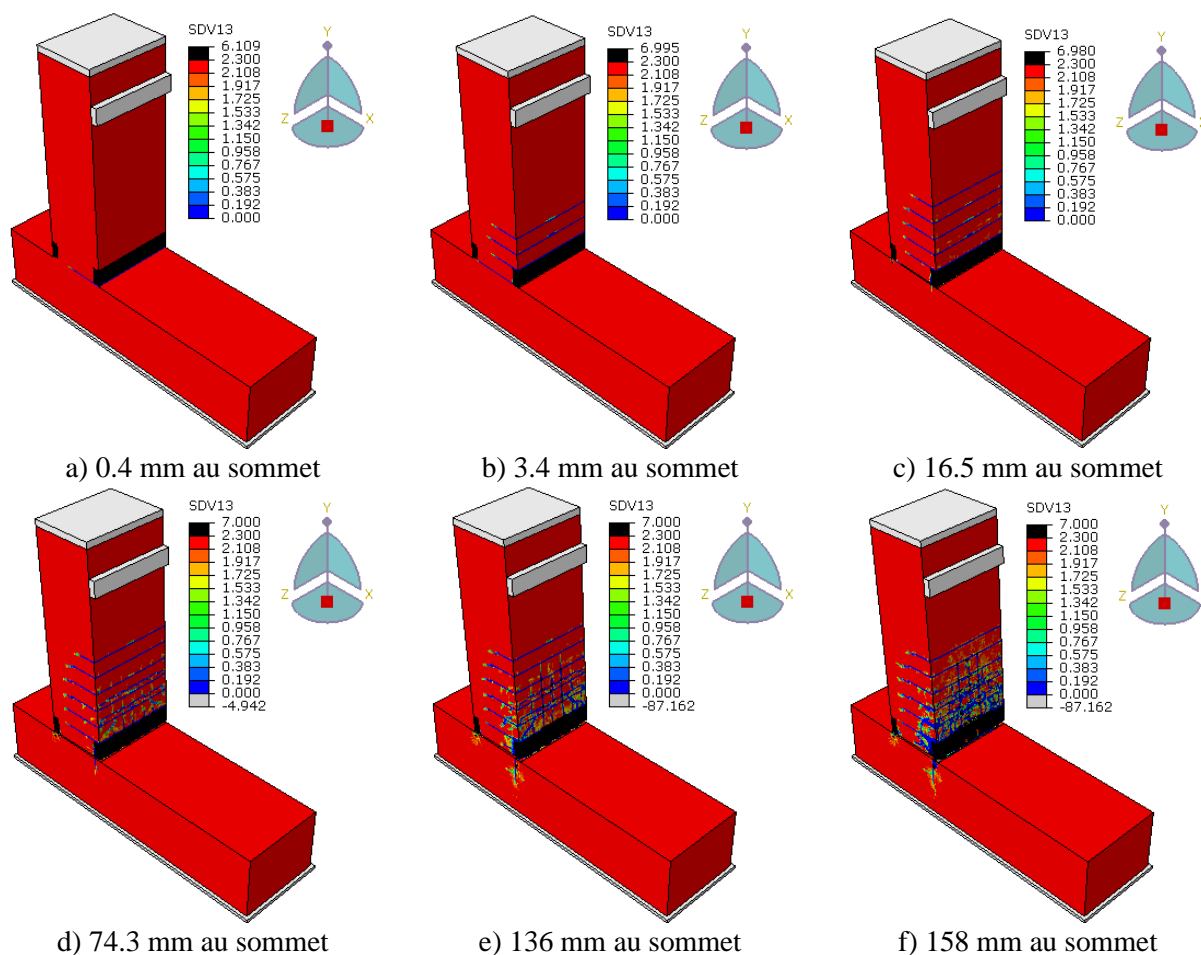 SDV13
6.109
2.300
2.108
1.917
1.725
1.533
1.342
1.150
0.958
0.767
0.575
0.383
0.192
0.000
Y
Z
X
a) 0.4 mm au sommet
SDV13
6.995
2.300
2.108
1.917
1.725
1.533
1.342
1.150
0.958
0.767
0.575
0.383
0.192
0.000
Y
Z
X
b) 3.4 mm au sommet
SDV13
6.980
2.300
2.108
1.917
1.725
1.533
1.342
1.150
0.958
0.767
0.575
0.383
0.192
0.000
Y
Z
X
c) 16.5 mm au sommet
SDV13
7.000
2.300
2.108
1.917
1.725
1.533
1.342
1.150
0.958
0.767
0.575
0.383
0.192
0.000
-4.942
Y
Z
X
d) 74.3 mm au sommet
SDV13
7.000
2.300
2.108
1.917
1.725
1.533
1.342
1.150
0.958
0.767
0.575
0.383
0.192
0.000
-87.162
Y
Z
X
e) 136 mm au sommet
SDV13
7.000
2.300
2.108
1.917
1.725
1.533
1.342
1.150
0.958
0.767
0.575
0.383
0.192
0.000
-87.162
Y
Z
X
f) 158 mm au sommet